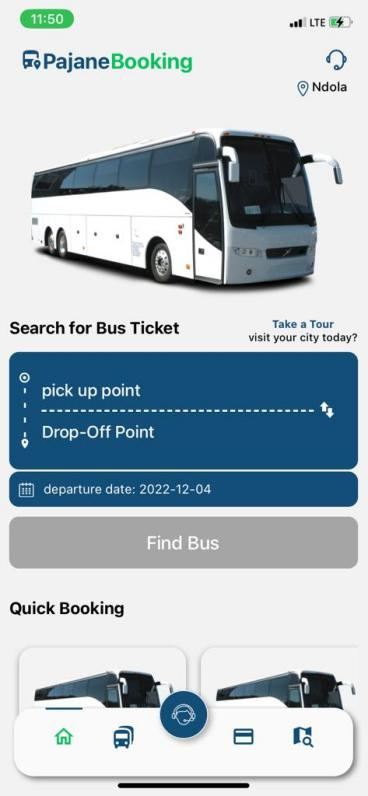 11:50
LTE
PajaneBooking
Ndola
Search for Bus Ticket
Take a Tour
visit your city today?
pick up point
Drop-Off Point
departure date: 2022-12-04
Find Bus
Quick Booking